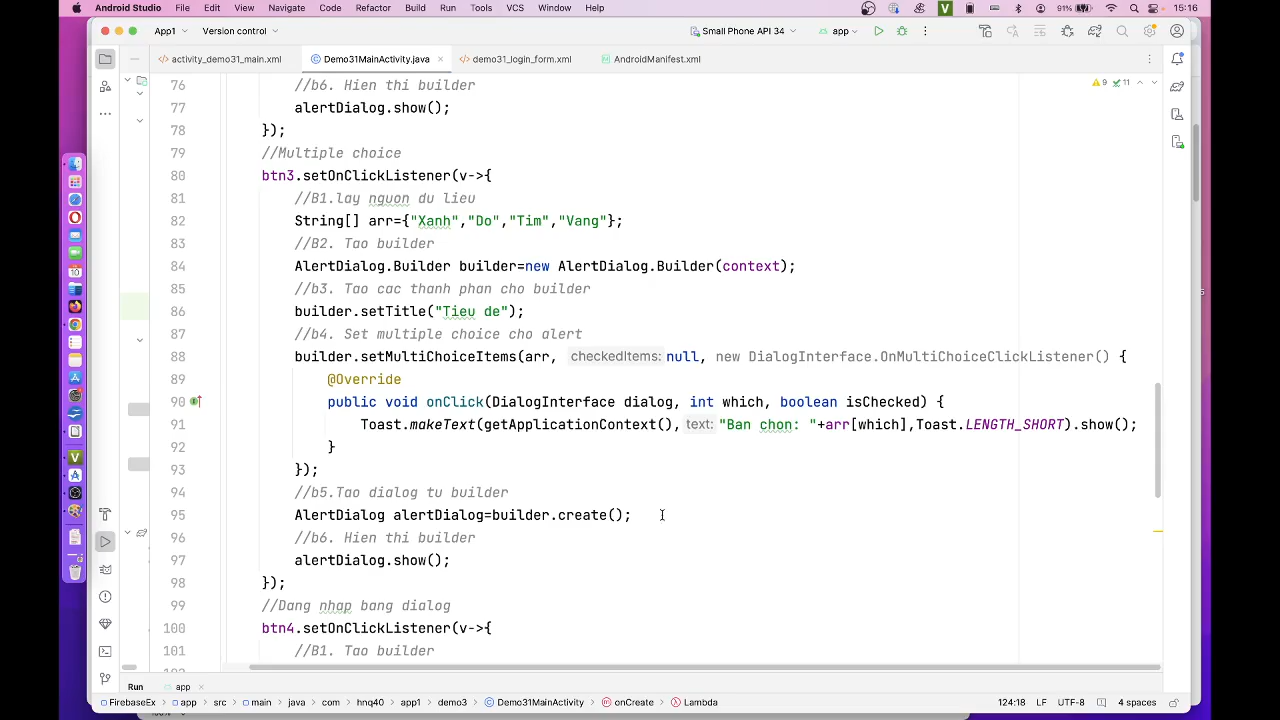 Android Studio File Edit View Navigate Code Refactor Build Run Tools VCS Window Help V 91% 15:16
App1 Version control Small Phone API 34 app
activity_demo31_main.xml Demo31MainActivity.java demo31_login_form.xml AndroidManifest.xml
76 //b6. Hien thi builder 9 11
77 alertDialog.show();
78 });
79 //Multiple choice
80 btn3.setOnClickListener(v->{
81 //B1.lay nguon du lieu
82 String[] arr={"Xanh","Do","Tim","Vang"};
83 //B2. Tao builder
84 AlertDialog.Builder builder=new AlertDialog.Builder(context);
85 //b3. Tao cac thanh phan cho builder
86 builder.setTitle("Tieu de");
87 //b4. Set multiple choice cho alert
88 builder.setMultiChoiceItems(arr, checkedItems: null, new DialogInterface.OnMultiChoiceClickListener() {
89 @Override
90 public void onClick(DialogInterface dialog, int which, boolean isChecked) {
91 Toast.makeText(getApplicationContext(), text: "Ban chon: "+arr[which],Toast.LENGTH_SHORT).show();
92 }
93 });
94 //b5.Tao dialog tu builder
95 AlertDialog alertDialog=builder.create();
96 //b6. Hien thi builder
97 alertDialog.show();
98 });
99 //Dang nhap bang dialog
100 btn4.setOnClickListener(v->{
101 //B1. Tao builder
Run app
FirebaseEx app src main java com hnq40 app1 demo3 Demo31MainActivity onCreate Lambda 124:18 LF UTF-8 4 spaces